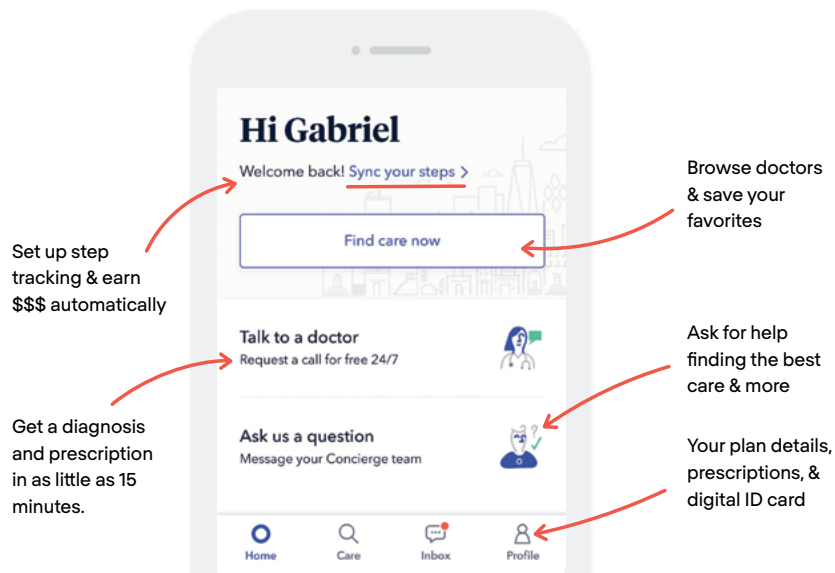 Hi Gabriel
Welcome back! Sync your steps >
Find care now
Talk to a doctor
Request a call for free 24/7
Ask us a question
Message your Concierge team
Home
Care
Inbox
Profile
Set up step
tracking & earn
$$$ automatically
Get a diagnosis
and prescription
in as little as 15
minutes.
Browse doctors
& save your
favorites
Ask for help
finding the best
care & more
Your plan details,
prescriptions, &
digital ID card